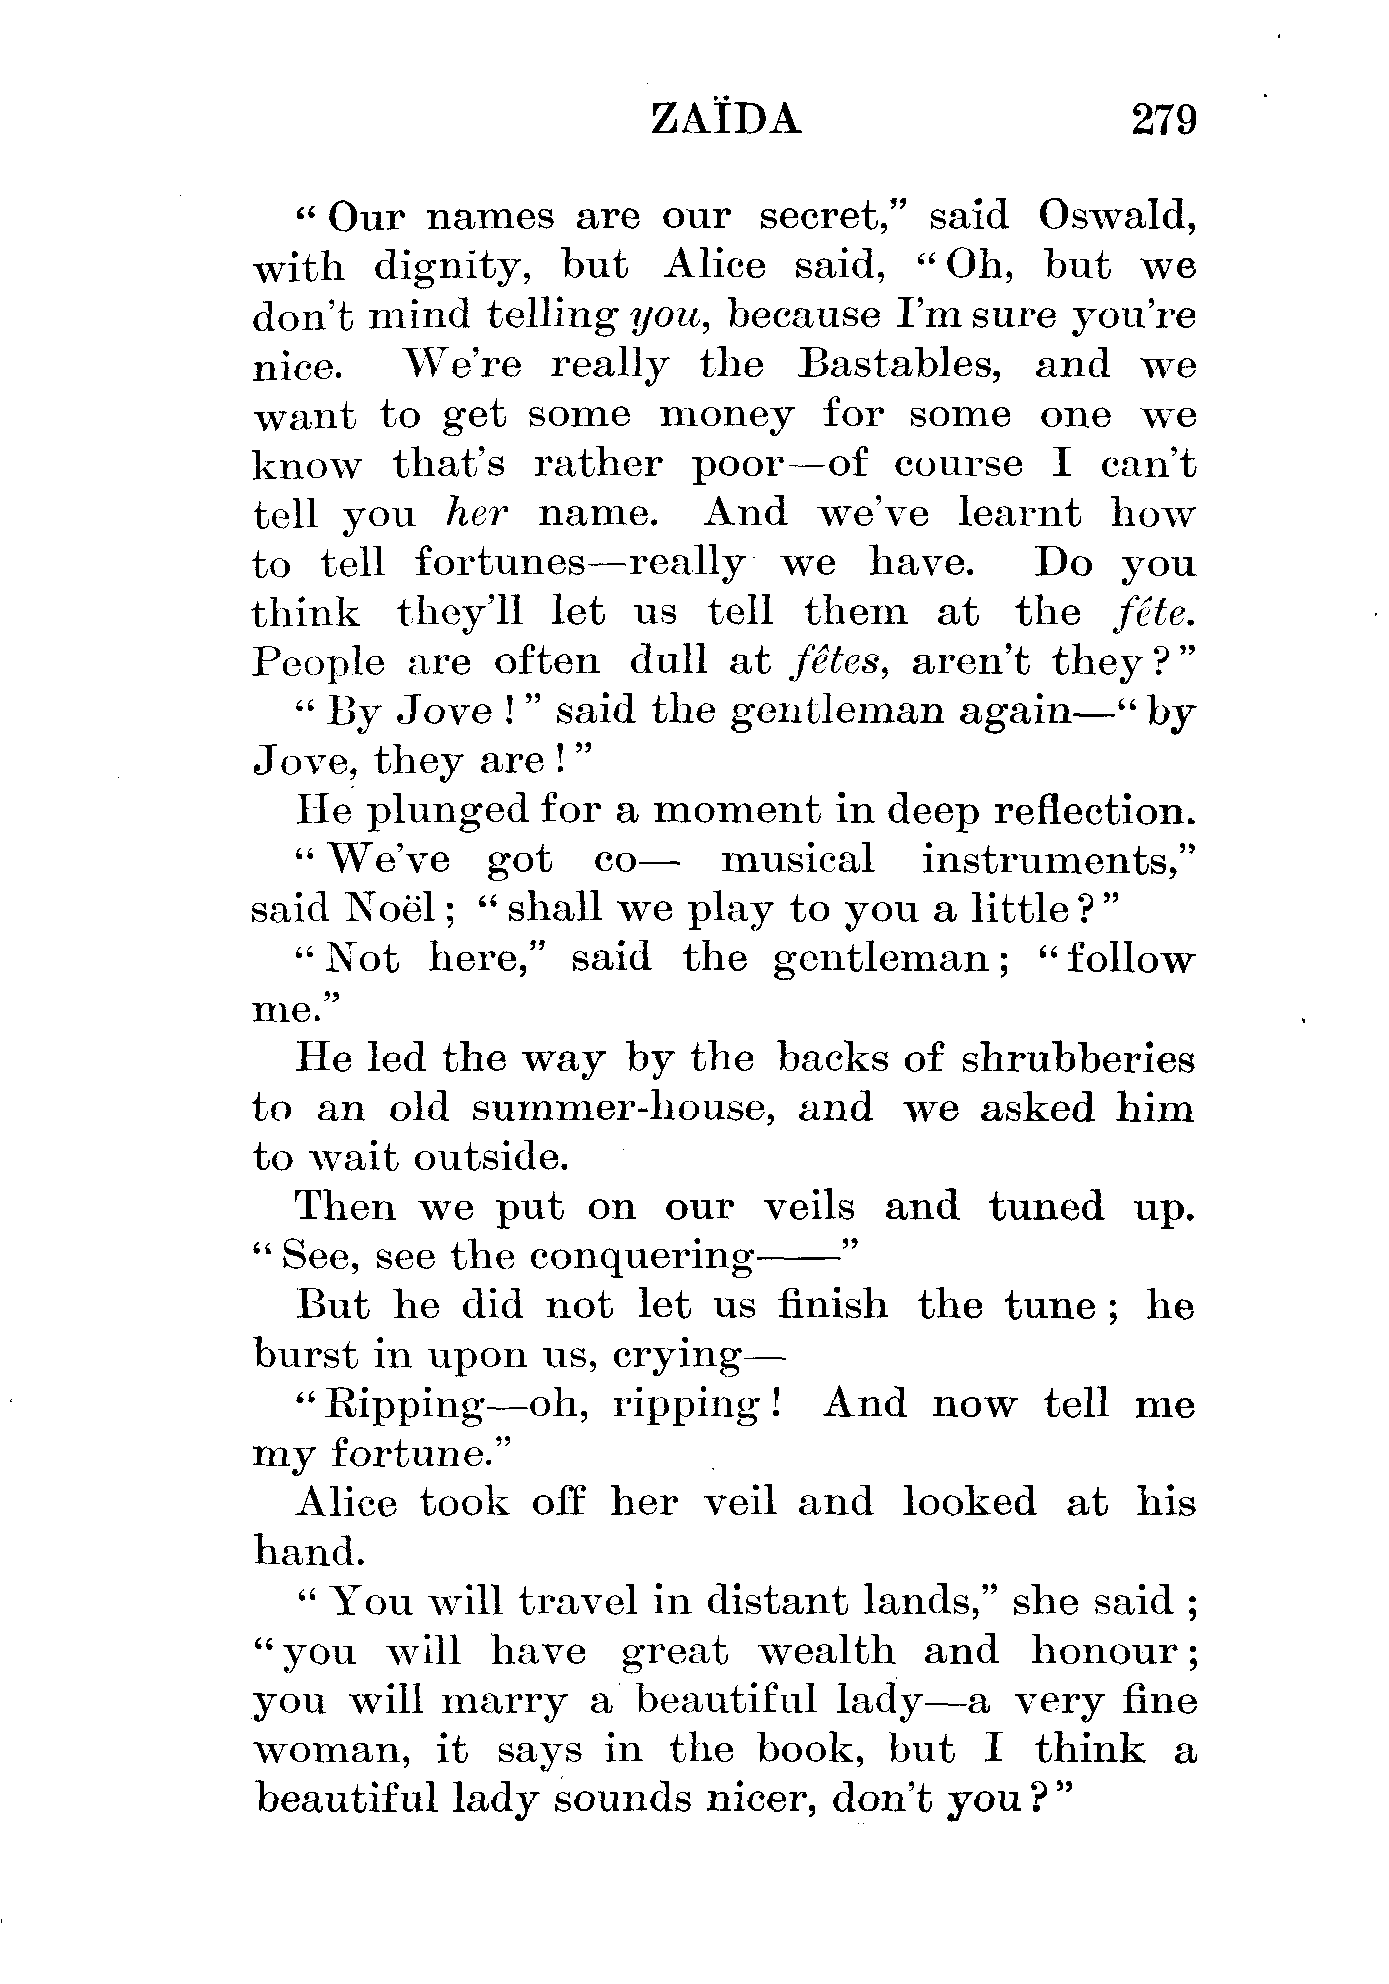 ZAÏDA 279
“ Our names are our secret,” said Oswald,
with dignity, but Alice said, “ Oh, but we
don't mind telling you, because I'm sure you're
nice. We're really the Bastables, and we
want to get some money for some one we
know that's rather poor—of course I can't
tell you her name. And we've learnt how
to tell fortunes—really we have. Do you
think they'll let us tell them at the fête.
People are often dull at fêtes, aren't they ? ”
“ By Jove ! ” said the gentleman again—“ by
Jove, they are ! ”
He plunged for a moment in deep reflection.
“ We've got co— musical instruments,”
said Noël ; “ shall we play to you a little ? ”
“ Not here,” said the gentleman ; “ follow
me.”
He led the way by the backs of shrubberies
to an old summer-house, and we asked him
to wait outside.
Then we put on our veils and tuned up.
“ See, see the conquering——”
But he did not let us finish the tune ; he
burst in upon us, crying—
“ Ripping—oh, ripping ! And now tell me
my fortune.”
Alice took off her veil and looked at his
hand.
“ You will travel in distant lands,” she said ;
“ you will have great wealth and honour ;
you will marry a beautiful lady—a very fine
woman, it says in the book, but I think a
beautiful lady sounds nicer, don't you ? ”